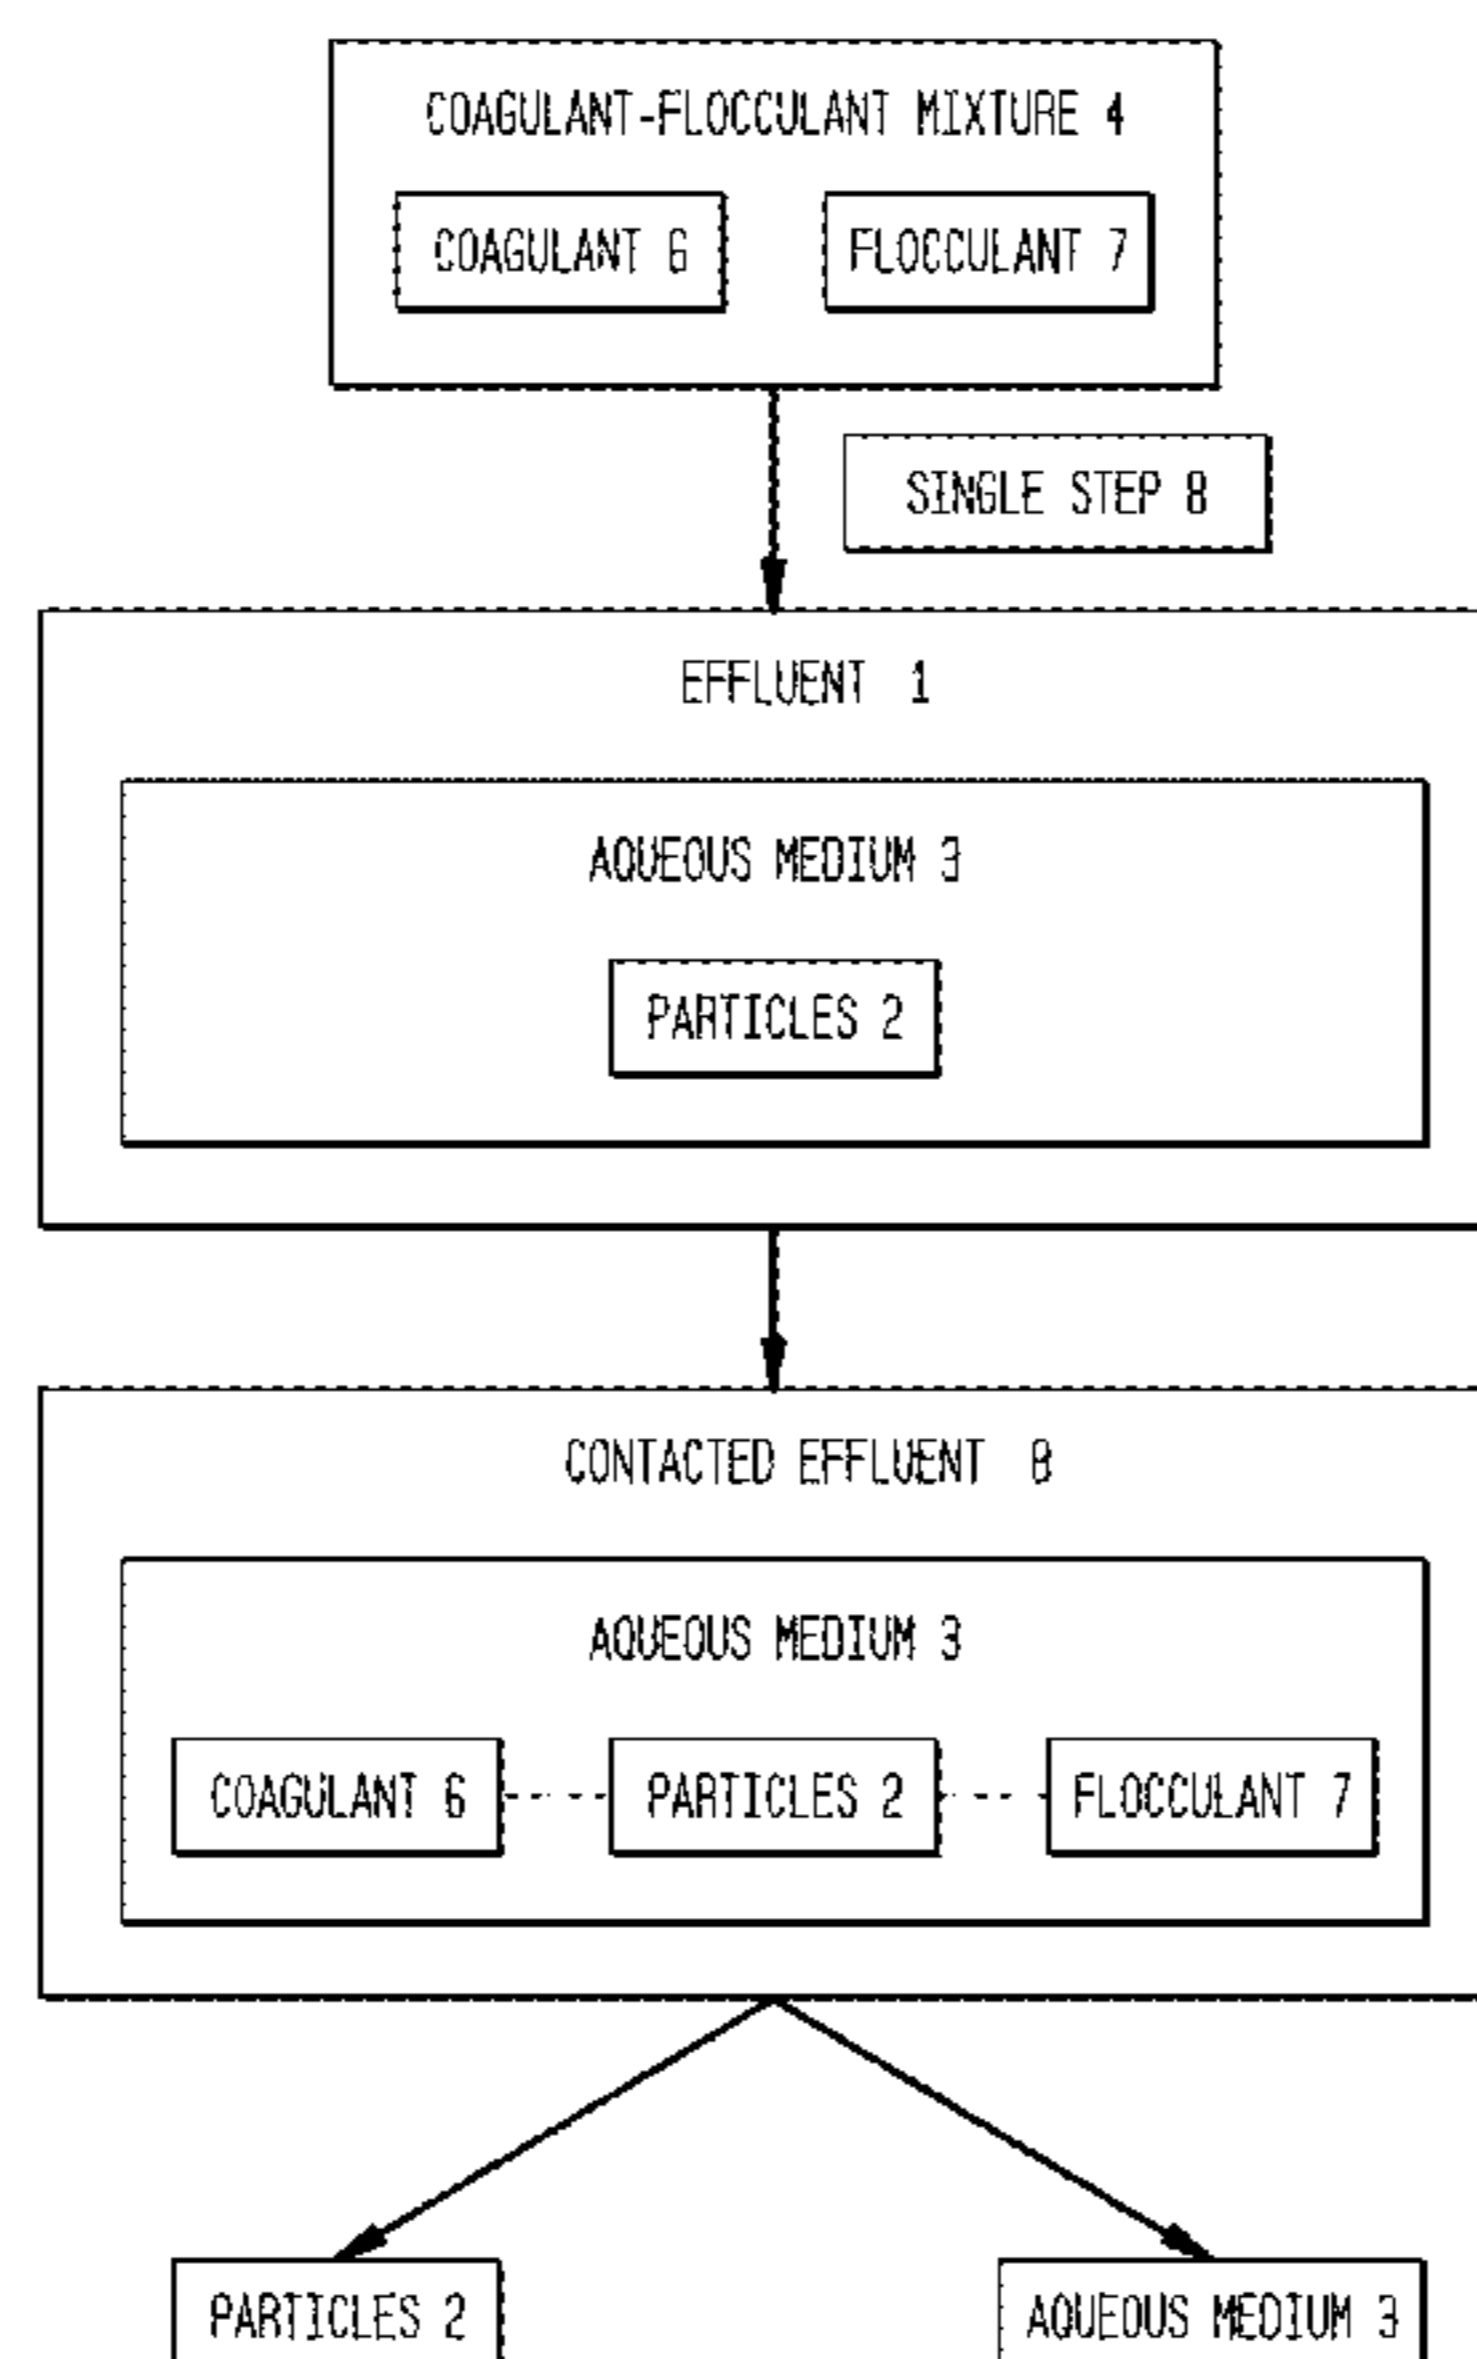 COAGULANT-FLOCCULANT MIXTURE 4
COAGULANT 6
FLOCCULANT 7
SINGLE STEP 8
EFFLUENT 1
AQUEOUS MEDIUM 3
PARTICLES 2
CONTACTED EFFLUENT 8
AQUEOUS MEDIUM 3
COAGULANT 6
PARTICLES 2
FLOCCULANT 7
PARTICLES 2
AQUEOUS MEDIUM 3